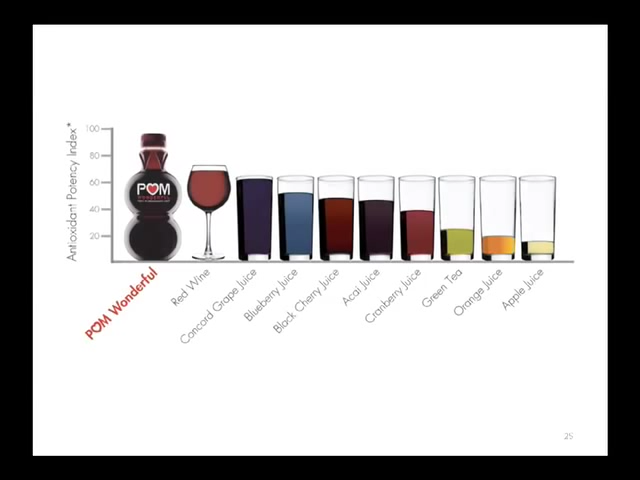 Antioxidant Potency Index*
100
80
60
40
20
POM
WONDERFUL
POM Wonderful
Red Wine
Concord Grape Juice
Blueberry Juice
Black Cherry Juice
Acai Juice
Cranberry Juice
Green Tea
Orange Juice
Apple Juice
25